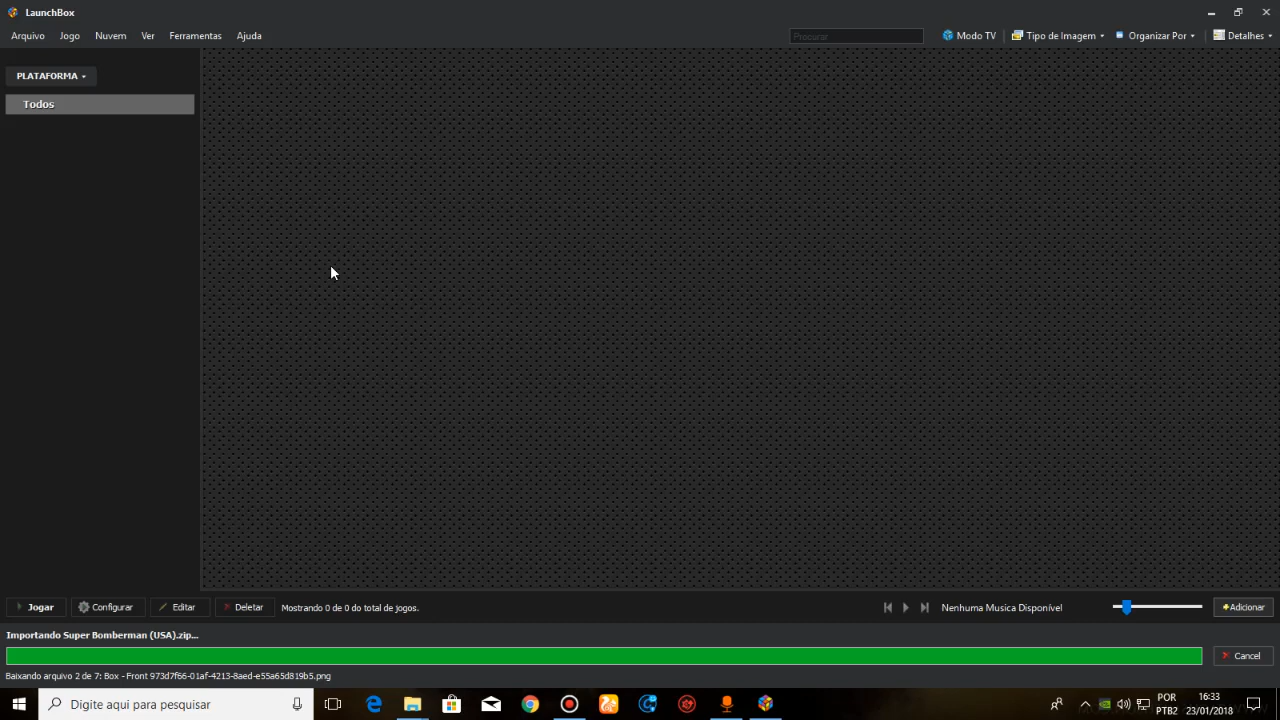 LaunchBox
Arquivo Jogo Nuvem Ver Ferramentas Ajuda
Procurar
Modo TV Tipo de Imagem Organizar Por Detalhes
PLATAFORMA
Todos
Jogar Configurar Editar Deletar Mostrando 0 de 0 do total de jogos.
Nenhuma Musica Disponível
Adicionar
Importando Super Bomberman (USA).zip...
Cancel
Baixando arquivo 2 de 7: Box - Front 973d7f66-01af-4213-8aed-e55a65d819b5.png
Digite aqui para pesquisar
POR
PTB2
16:33
23/01/2018